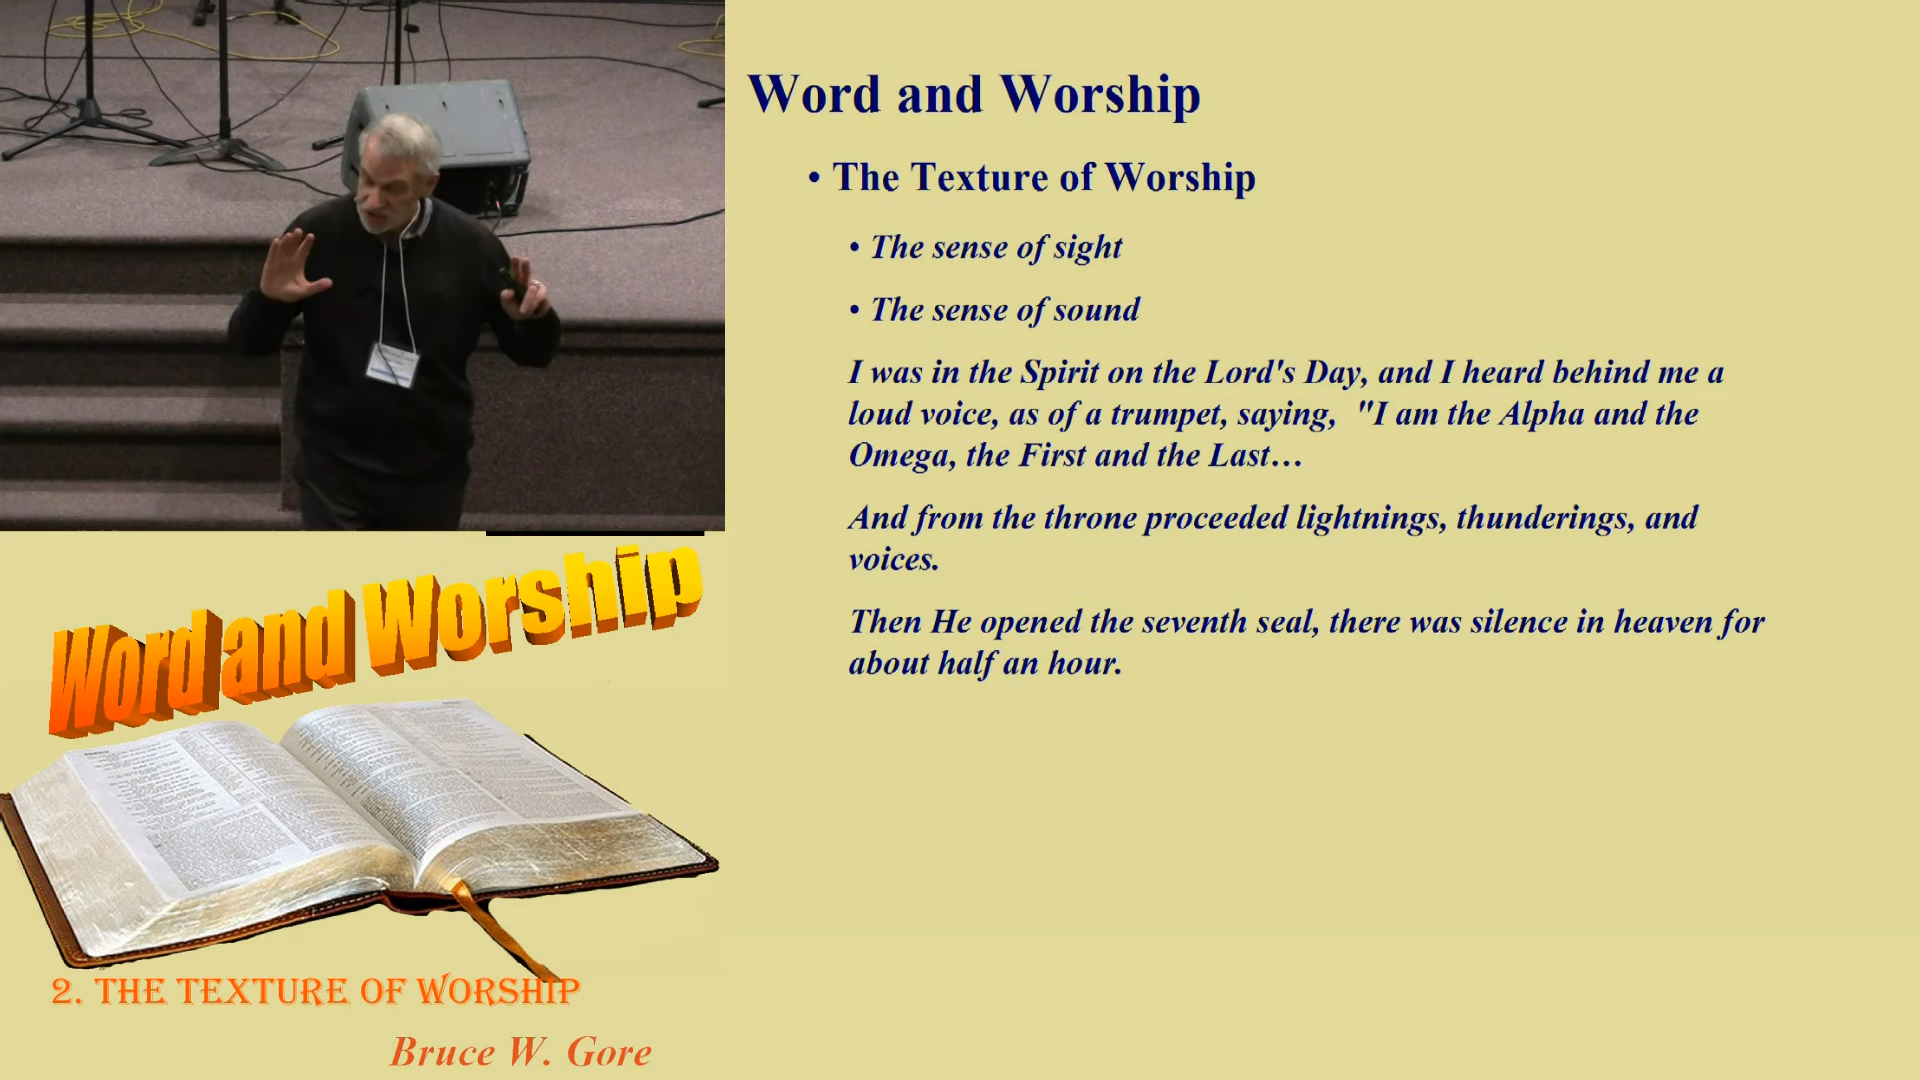 Word and Worship
• The Texture of Worship
• The sense of sight
• The sense of sound
I was in the Spirit on the Lord's Day, and I heard behind me a
loud voice, as of a trumpet, saying,  "I am the Alpha and the
Omega, the First and the Last…
And from the throne proceeded lightnings, thunderings, and
voices.
Then He opened the seventh seal, there was silence in heaven for
about half an hour.
Word and Worship
2. The Texture of Worship
Bruce W. Gore